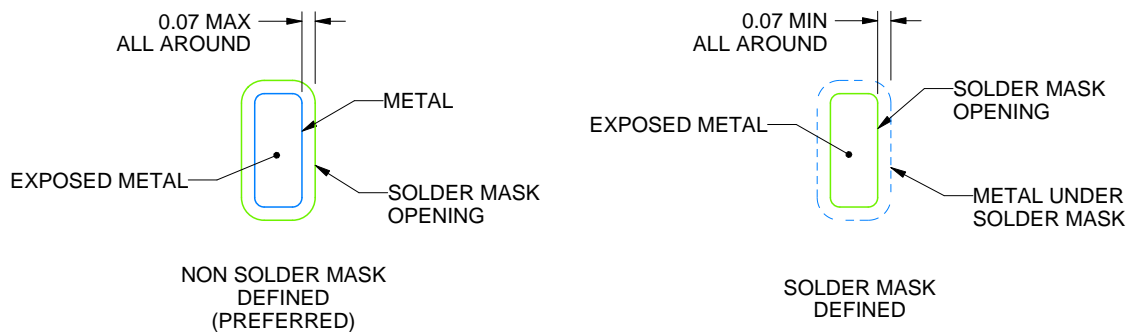 0.07 MAX
ALL AROUND
METAL
EXPOSED METAL
SOLDER MASK
OPENING
NON SOLDER MASK
DEFINED
(PREFERRED)
0.07 MIN
ALL AROUND
SOLDER MASK
OPENING
EXPOSED METAL
METAL UNDER
SOLDER MASK
SOLDER MASK
DEFINED